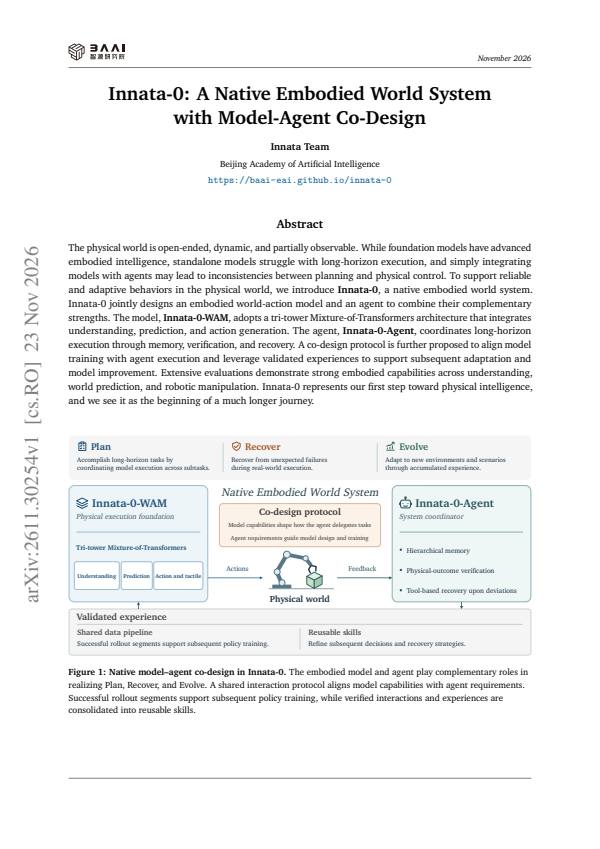 BAAI
智源研究院
November 2026
Innata-0: A Native Embodied World System
with Model-Agent Co-Design
Innata Team
Beijing Academy of Artificial Intelligence
https://baai-eai.github.io/innata-0
Abstract
The physical world is open-ended, dynamic, and partially observable. While foundation models have advanced
embodied intelligence, standalone models struggle with long-horizon execution, and simply integrating
models with agents may lead to inconsistencies between planning and physical control. To support reliable
and adaptive behaviors in the physical world, we introduce Innata-0, a native embodied world system.
Innata-0 jointly designs an embodied world-action model and an agent to combine their complementary
strengths. The model, Innata-0-WAM, adopts a tri-tower Mixture-of-Transformers architecture that integrates
understanding, prediction, and action generation. The agent, Innata-0-Agent, coordinates long-horizon
execution through memory, verification, and recovery. A co-design protocol is further proposed to align model
training with agent execution and leverage validated experiences to support subsequent adaptation and
model improvement. Extensive evaluations demonstrate strong embodied capabilities across understanding,
world prediction, and robotic manipulation. Innata-0 represents our first step toward physical intelligence,
and we see it as the beginning of a much longer journey.
arXiv:2611.30254v1 [cs.RO] 23 Nov 2026
Plan
Accomplish long-horizon tasks by
coordinating model execution across subtasks.
Recover
Recover from unexpected failures
during real-world execution.
Evolve
Adapt to new environments and scenarios
through accumulated experience.
Innata-0-WAM
Physical execution foundation
Tri-tower Mixture-of-Transformers
Understanding
Prediction
Action and tactile
Native Embodied World System
Co-design protocol
Model capabilities shape how the agent delegates tasks
Agent requirements guide model design and training
Actions
Feedback
Physical world
Innata-0-Agent
System coordinator
• Hierarchical memory
• Physical-outcome verification
• Tool-based recovery upon deviations
Validated experience
Shared data pipeline
Successful rollout segments support subsequent policy training.
Reusable skills
Refine subsequent decisions and recovery strategies.
Figure 1: Native model–agent co-design in Innata-0. The embodied model and agent play complementary roles in
realizing Plan, Recover, and Evolve. A shared interaction protocol aligns model capabilities with agent requirements.
Successful rollout segments support subsequent policy training, while verified interactions and experiences are
consolidated into reusable skills.